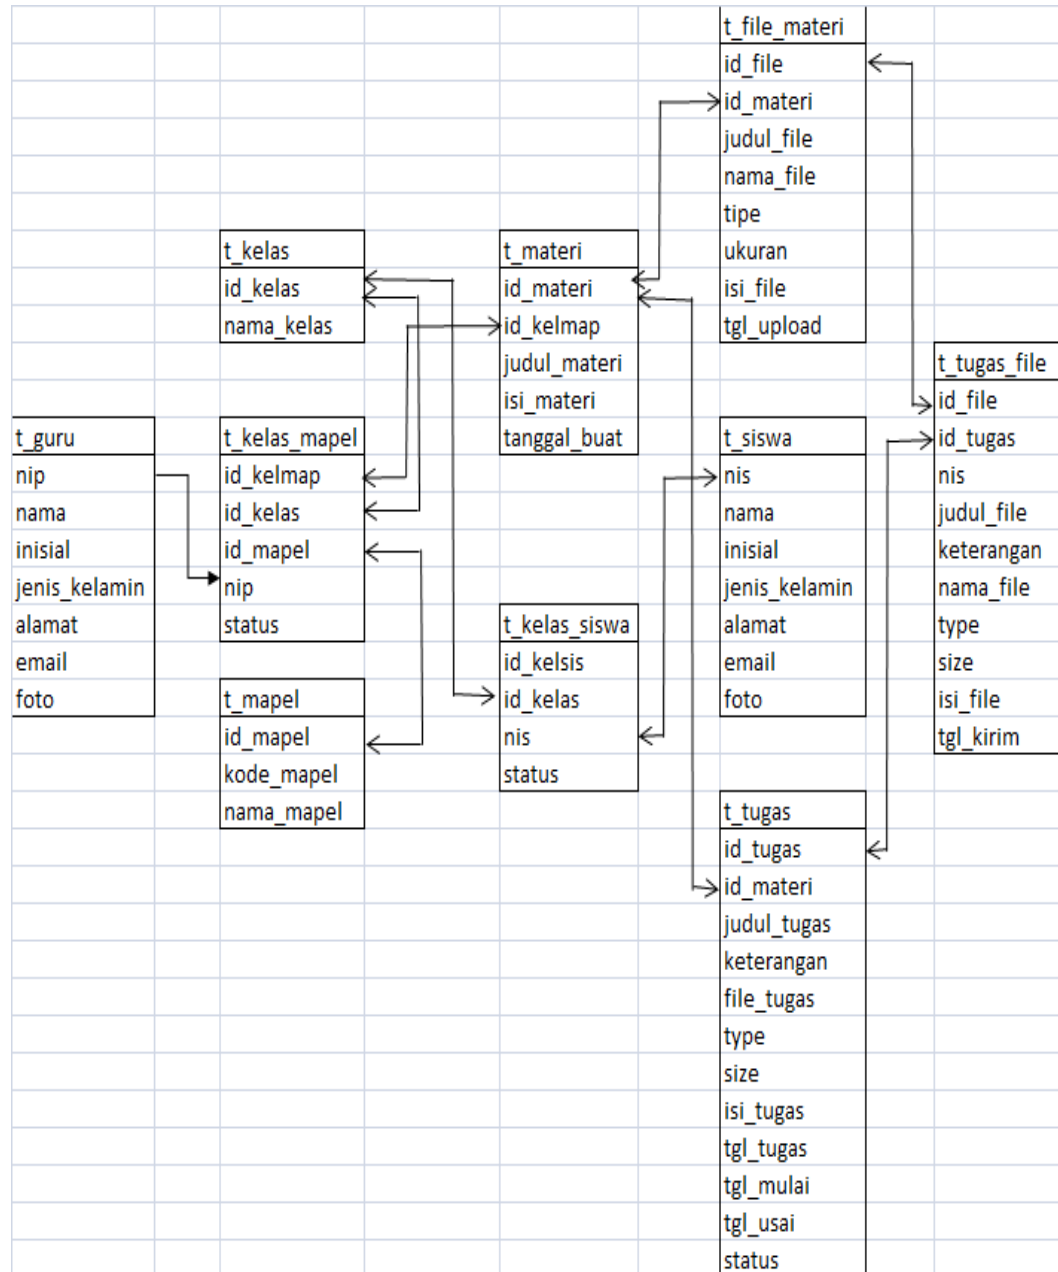 t_file_materi
id_file
id_materi
judul_file
nama_file
tipe
ukuran
isi_file
tgl_upload
t_kelas
id_kelas
nama_kelas
t_materi
id_materi
id_kelmap
judul_materi
isi_materi
tanggal_buat
t_tugas_file
id_file
id_tugas
nis
judul_file
keterangan
nama_file
type
size
isi_file
tgl_kirim
t_guru
nip
nama
inisial
jenis_kelamin
alamat
email
foto
t_kelas_mapel
id_kelmap
id_kelas
id_mapel
nip
status
t_siswa
nis
nama
inisial
jenis_kelamin
alamat
email
foto
t_kelas_siswa
id_kelsis
id_kelas
nis
status
t_mapel
id_mapel
kode_mapel
nama_mapel
t_tugas
id_tugas
id_materi
judul_tugas
keterangan
file_tugas
type
size
isi_tugas
tgl_tugas
tgl_mulai
tgl_usai
status